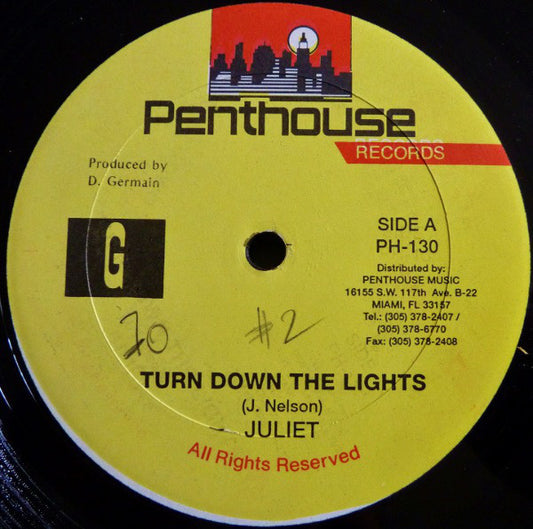 Penthouse
RECORDS
Produced by
D. Germain
G
SIDE A
PH-130
Distributed by:
PENTHOUSE MUSIC
16155 S.W. 117th Ave. B-22
MIAMI, FL 33157
Tel.: (305) 378-2407 /
(305) 378-6770
Fax: (305) 378-2408
70
#2
TURN DOWN THE LIGHTS
(J. Nelson)
JULIET
All Rights Reserved